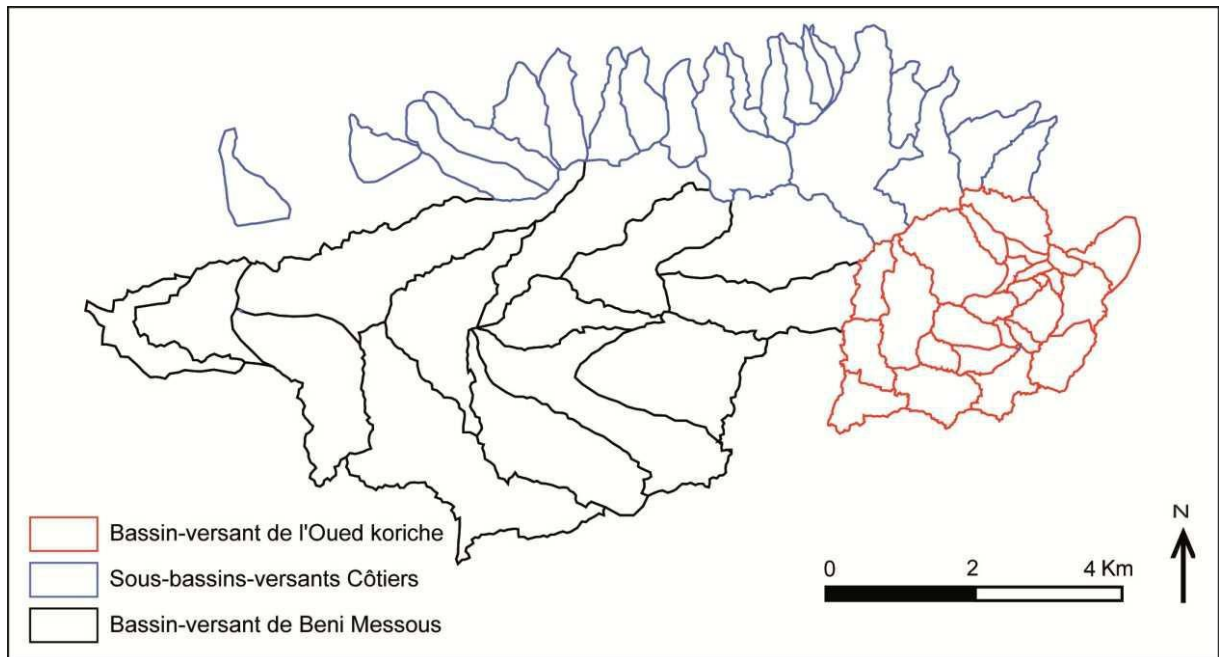 Bassin-versant de l'Oued koriche
Sous-bassins-versants Côtiers
Bassin-versant de Beni Messous
0 2 4 Km
N